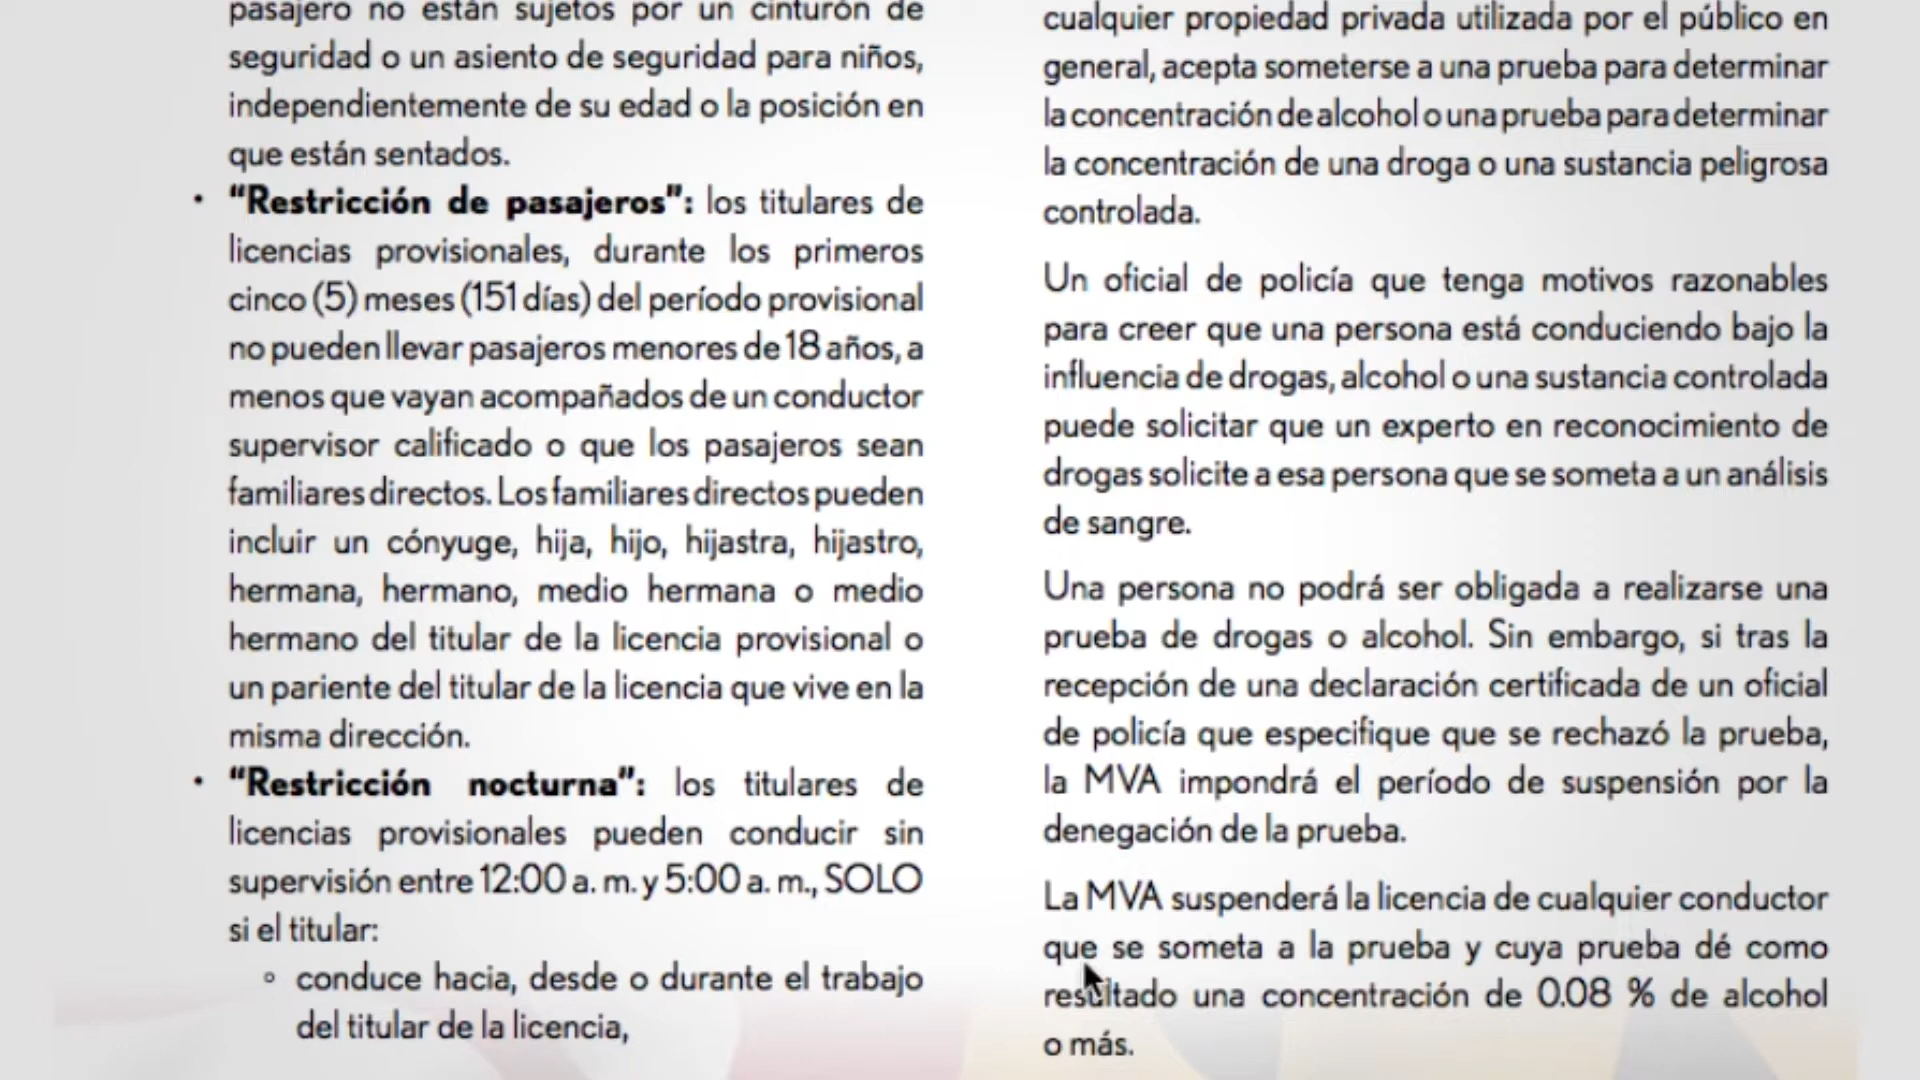 pasajero no están sujetos por un cinturón de
seguridad o un asiento de seguridad para niños,
independientemente de su edad o la posición en
que están sentados.
• “Restricción de pasajeros”: los titulares de
licencias provisionales, durante los primeros
cinco (5) meses (151 días) del período provisional
no pueden llevar pasajeros menores de 18 años, a
menos que vayan acompañados de un conductor
supervisor calificado o que los pasajeros sean
familiares directos. Los familiares directos pueden
incluir un cónyuge, hija, hijo, hijastra, hijastro,
hermana, hermano, medio hermana o medio
hermano del titular de la licencia provisional o
un pariente del titular de la licencia que vive en la
misma dirección.
• “Restricción nocturna”: los titulares de
licencias provisionales pueden conducir sin
supervisión entre 12:00 a. m. y 5:00 a. m., SOLO
si el titular:
◦ conduce hacia, desde o durante el trabajo
del titular de la licencia,
cualquier propiedad privada utilizada por el público en
general, acepta someterse a una prueba para determinar
la concentración de alcohol o una prueba para determinar
la concentración de una droga o una sustancia peligrosa
controlada.
Un oficial de policía que tenga motivos razonables
para creer que una persona está conduciendo bajo la
influencia de drogas, alcohol o una sustancia controlada
puede solicitar que un experto en reconocimiento de
drogas solicite a esa persona que se someta a un análisis
de sangre.
Una persona no podrá ser obligada a realizarse una
prueba de drogas o alcohol. Sin embargo, si tras la
recepción de una declaración certificada de un oficial
de policía que especifique que se rechazó la prueba,
la MVA impondrá el período de suspensión por la
denegación de la prueba.
La MVA suspenderá la licencia de cualquier conductor
que se someta a la prueba y cuya prueba dé como
resultado una concentración de 0.08 % de alcohol
o más.